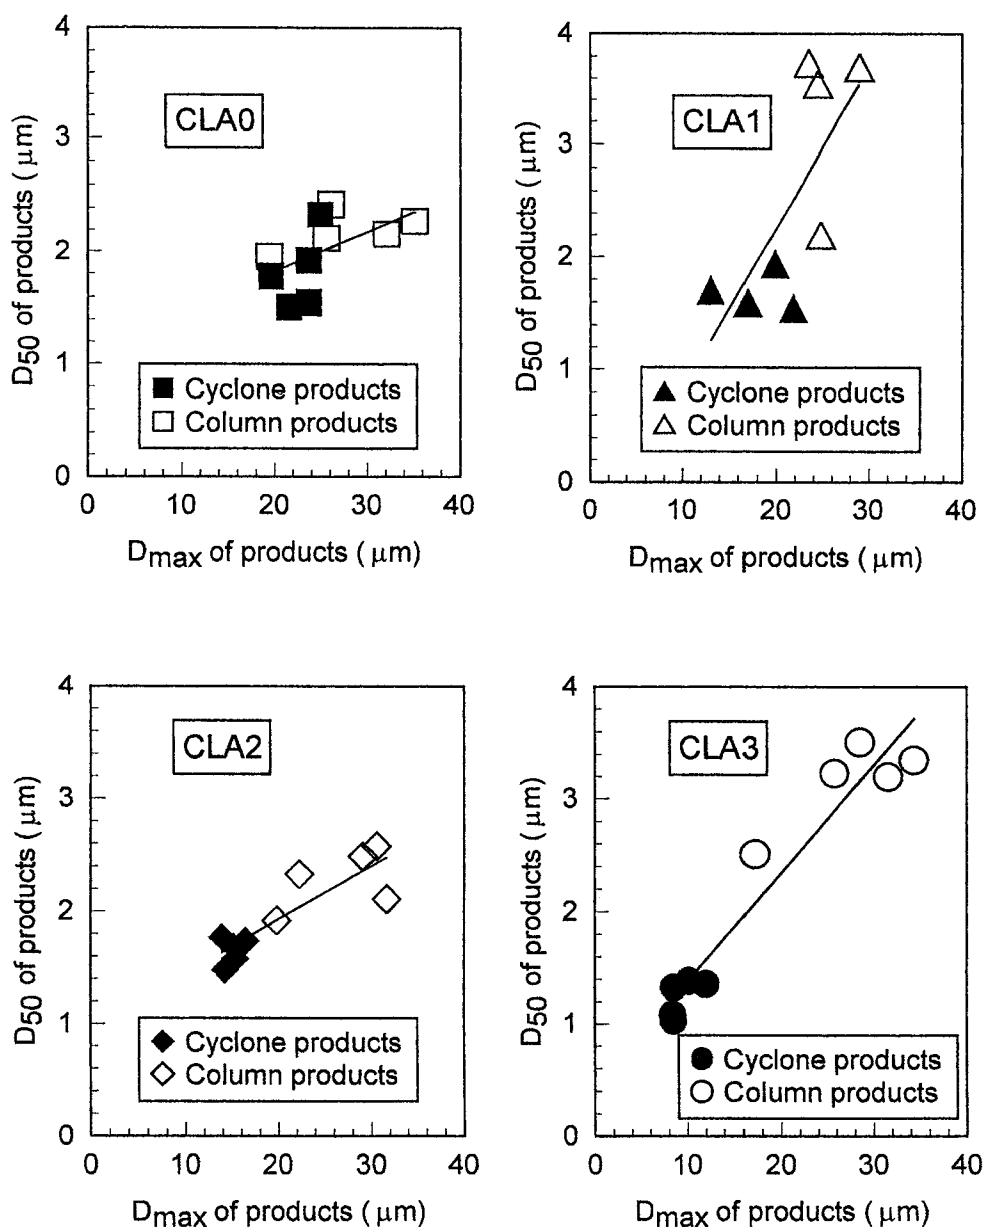 4
3
2
1
0
0
10
20
30
40
D50 of products ( μm)
CLA0
Cyclone products
Column products
Dmax of products ( μm)
4
3
2
1
0
0
10
20
30
40
D50 of products ( μm)
CLA1
Cyclone products
Column products
Dmax of products ( μm)
4
3
2
1
0
0
10
20
30
40
D50 of products ( μm)
CLA2
Cyclone products
Column products
Dmax of products ( μm)
4
3
2
1
0
0
10
20
30
40
D50 of products ( μm)
CLA3
Cyclone products
Column products
Dmax of products ( μm)